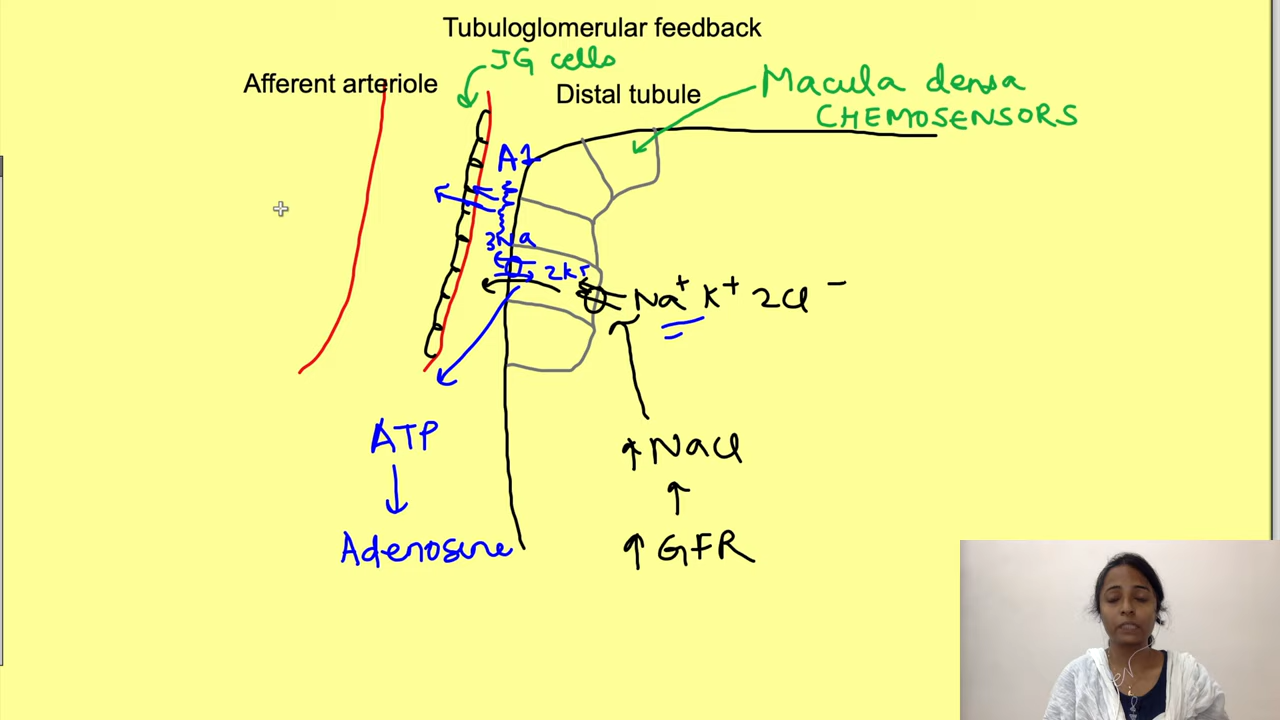 Tubuloglomerular feedback
JG cells
Afferent arteriole
Distal tubule
Macula densa
CHEMOSENSORS
A1
3Na
2K+
Na+ K+ 2Cl -
ATP
↑ NaCl
↑
Adenosine
↑ GFR